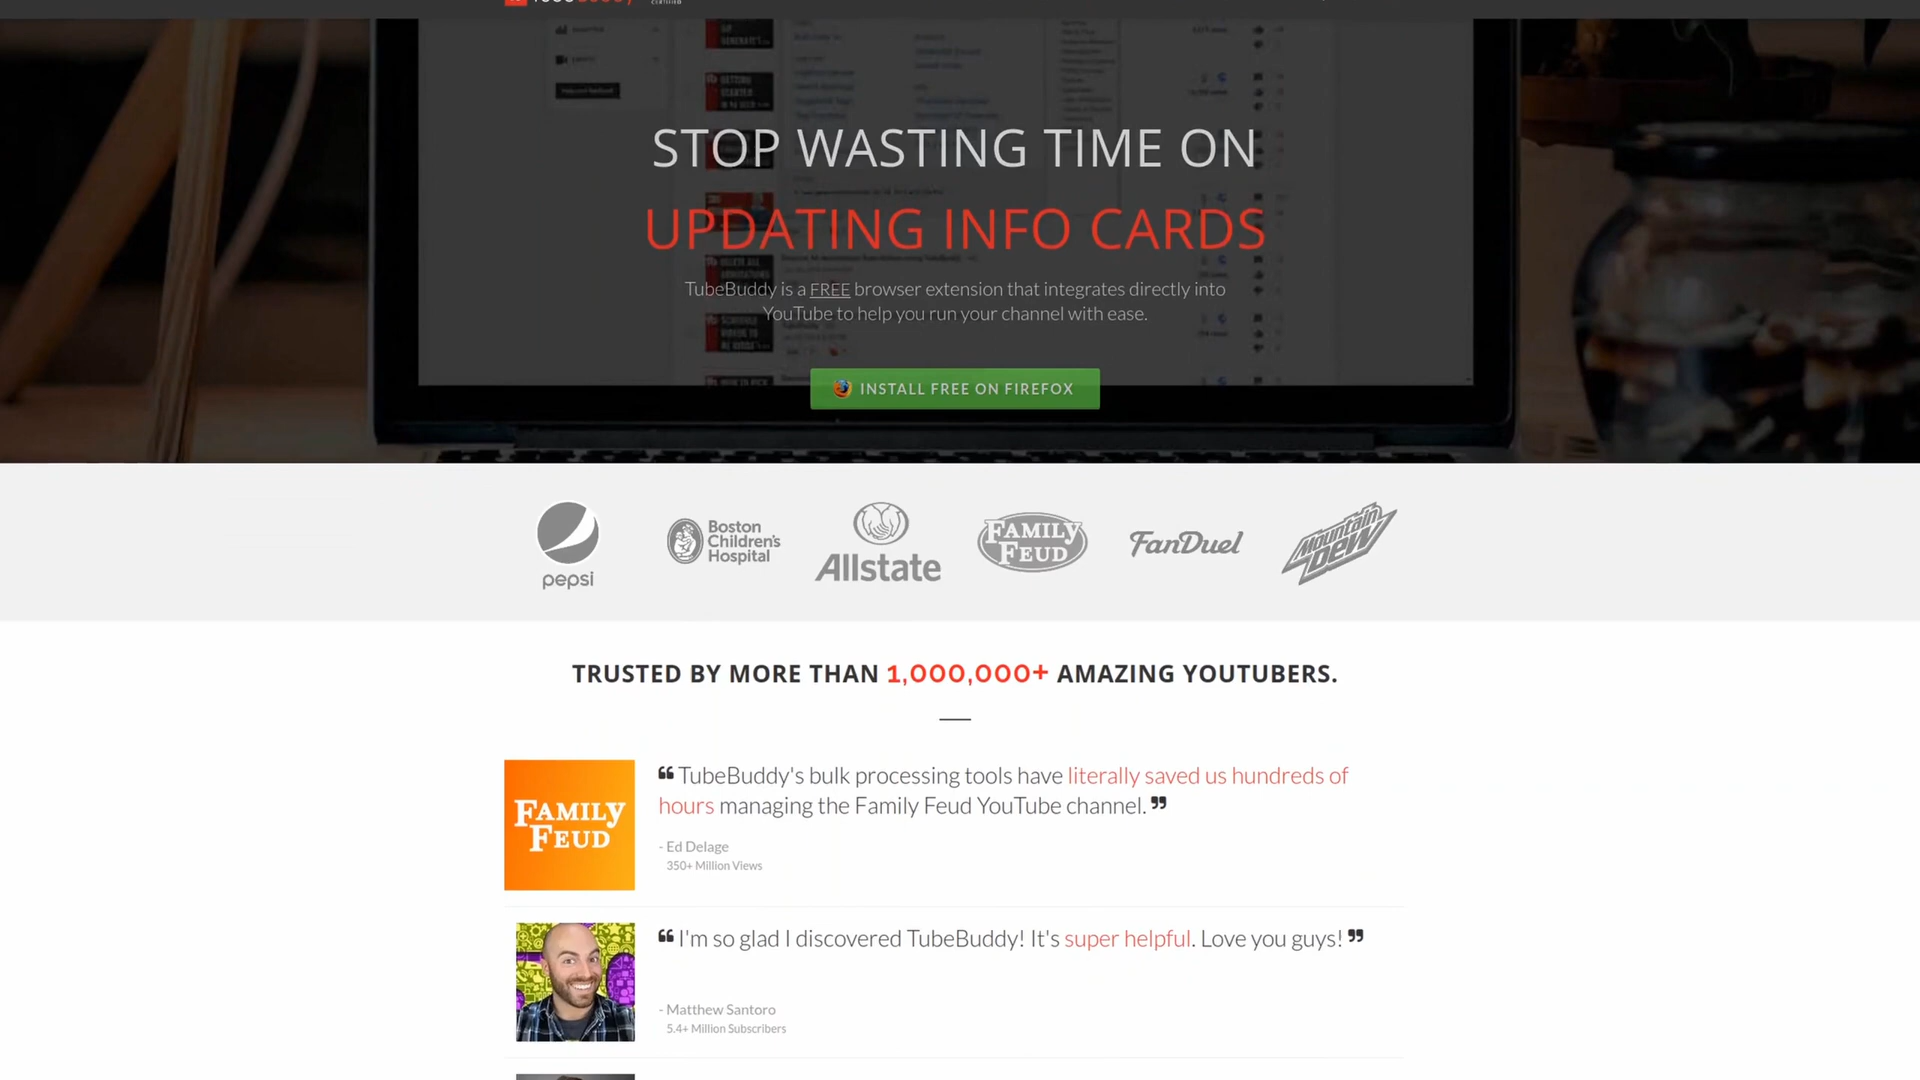 CERTIFIED
STOP WASTING TIME ON
UPDATING INFO CARDS
TubeBuddy is a FREE browser extension that integrates directly into
YouTube to help you run your channel with ease.
INSTALL FREE ON FIREFOX
pepsi
Boston
Children's
Hospital
Allstate
FAMILY
FEUD
FanDuel
Mountain
Dew
TRUSTED BY MORE THAN 1,000,000+ AMAZING YOUTUBERS.
FAMILY
FEUD
“ TubeBuddy's bulk processing tools have literally saved us hundreds of
hours managing the Family Feud YouTube channel. ”
- Ed Delage
350+ Million Views
“ I'm so glad I discovered TubeBuddy! It's super helpful. Love you guys! ”
- Matthew Santoro
5.4+ Million Subscribers